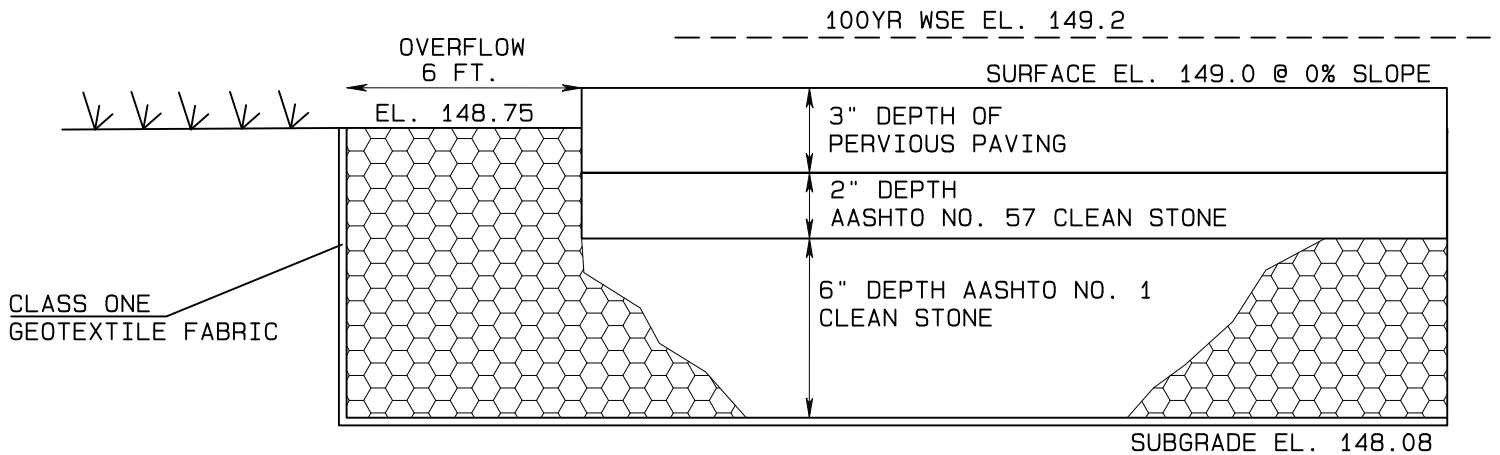 100YR WSE EL. 149.2
OVERFLOW
6 FT.
SURFACE EL. 149.0 @ 0% SLOPE
EL. 148.75
3" DEPTH OF
PERVIOUS PAVING
2" DEPTH
AASHTO NO. 57 CLEAN STONE
6" DEPTH AASHTO NO. 1
CLEAN STONE
CLASS ONE
GEOTEXTILE FABRIC
SUBGRADE EL. 148.08